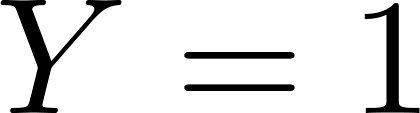 Y = 1